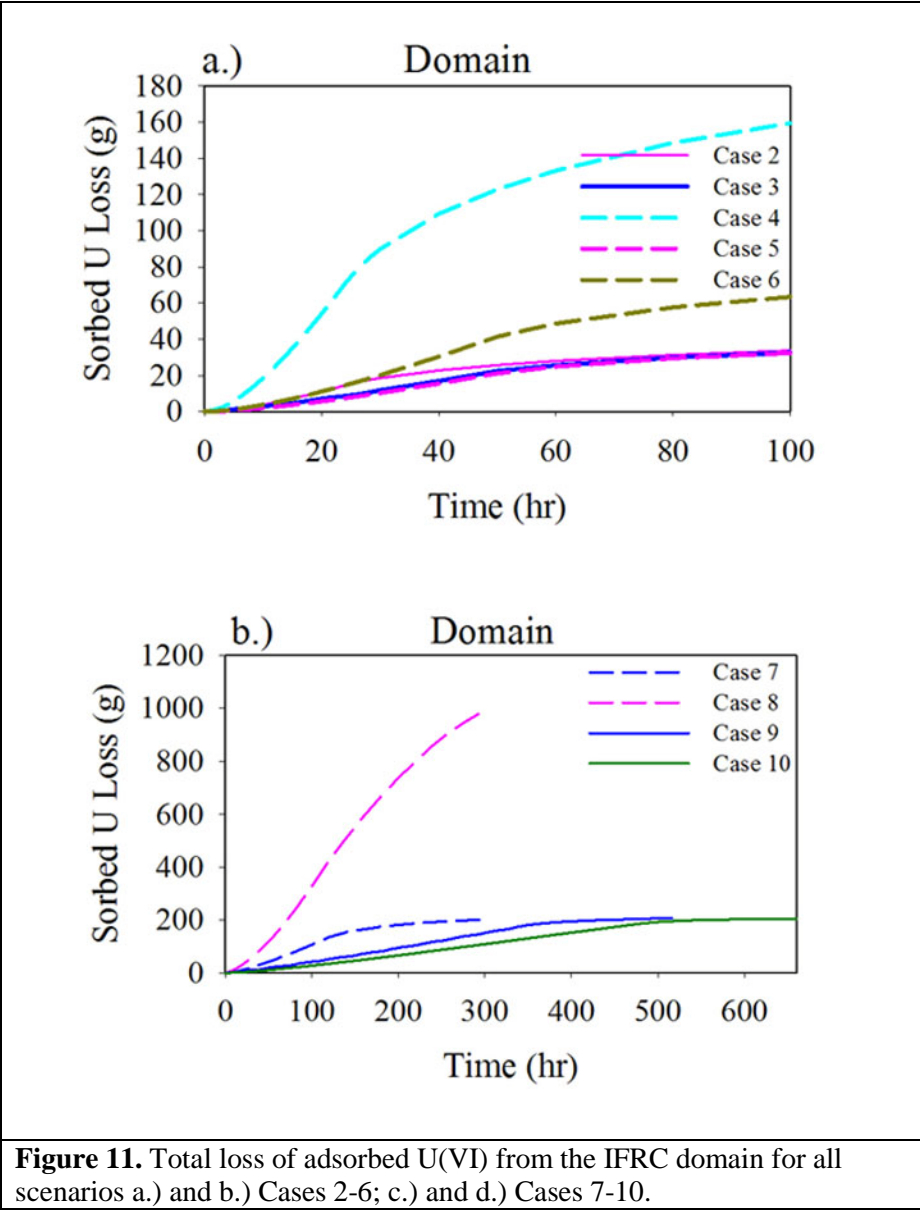 a.) Domain
180
160
140
120
100
80
60
40
20
0
Sorbed U Loss (g)
Case 2
Case 3
Case 4
Case 5
Case 6
0 20 40 60 80 100
Time (hr)
b.) Domain
1200
1000
800
600
400
200
0
Sorbed U Loss (g)
Case 7
Case 8
Case 9
Case 10
0 100 200 300 400 500 600
Time (hr)
Figure 11. Total loss of adsorbed U(VI) from the IFRC domain for all
scenarios a.) and b.) Cases 2-6; c.) and d.) Cases 7-10.